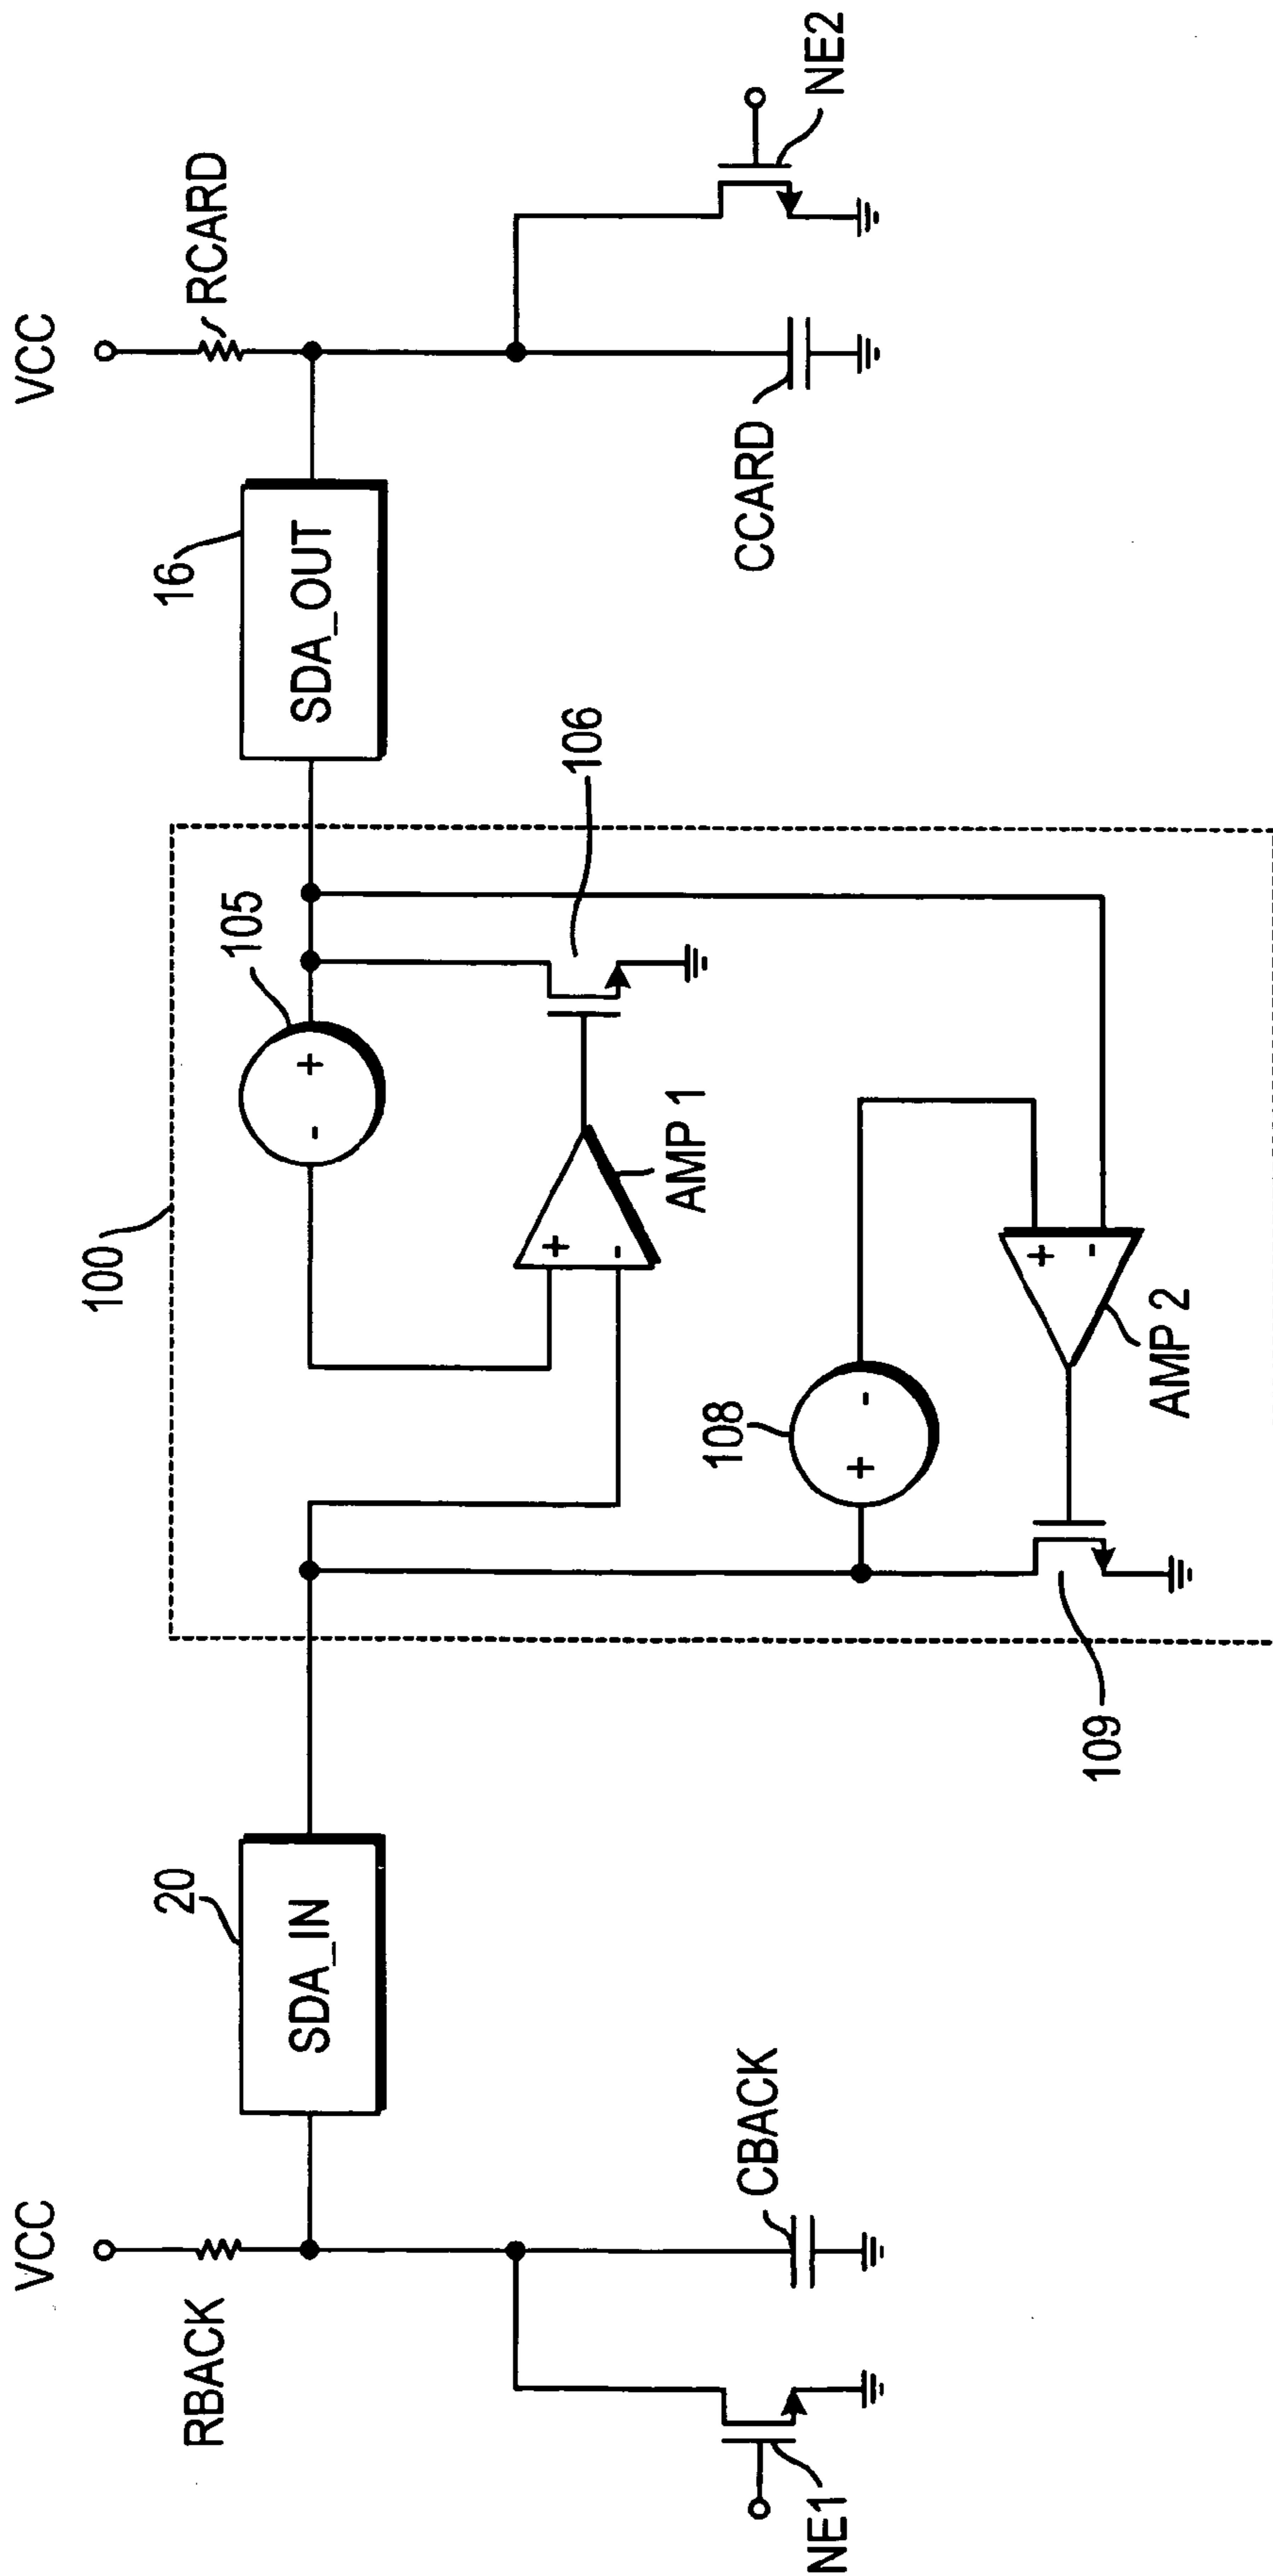 VCC
VCC
RBACK
RCARD
20
SDA_IN
16
SDA_OUT
100
105
+
-
106
AMP 1
+
-
108
+
-
+
-
AMP 2
109
CBACK
CCARD
NE1
NE2